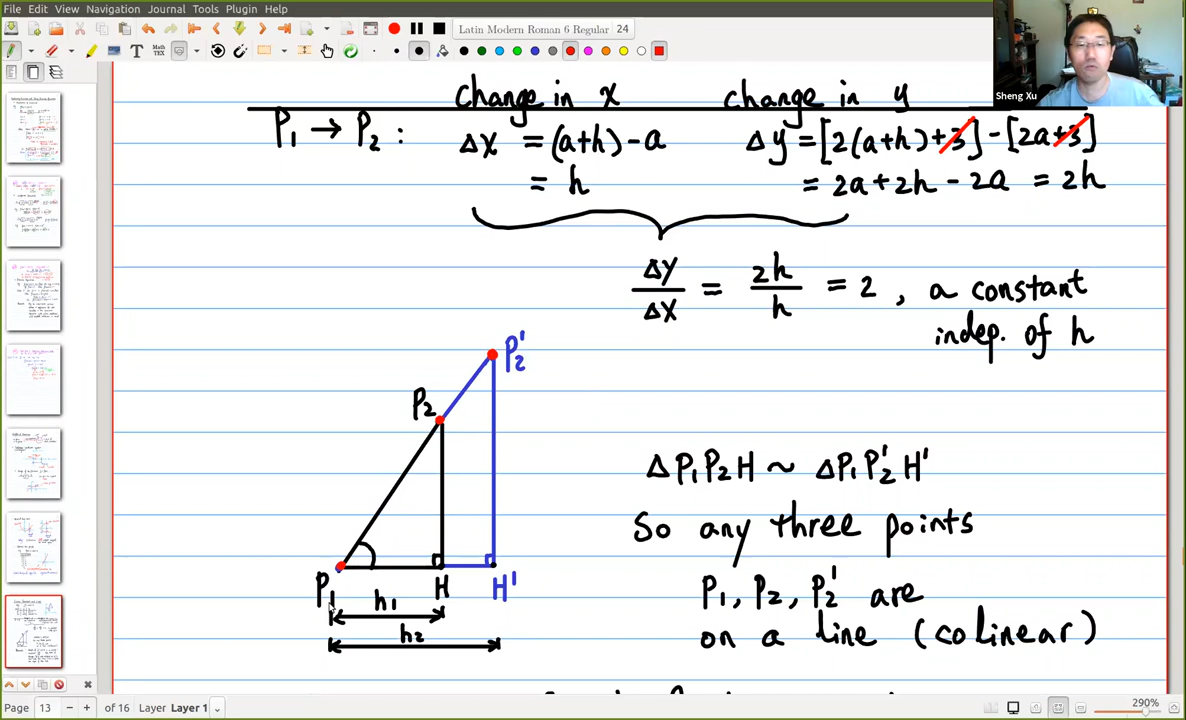 File Edit View Navigation Journal Tools Plugin Help
T MATH TEX Latin Modern Roman 6 Regular 24
Sheng Xu
change in x change in y
P₁ → P₂ : Δx = (a+h)-a Δy = [2(a+h)+3] - [2a+3]
= h = 2a+2h - 2a = 2h
Δy/Δx = 2h/h = 2 , a constant
indep. of h
P₂'
P₂
ΔP₁P₂H ~ ΔP₁P₂'H'
So any three points
P₁ H H'
P₁, P₂, P₂' are
h₁
on a line (colinear)
h₂
Page 13 of 16 Layer Layer 1 290%